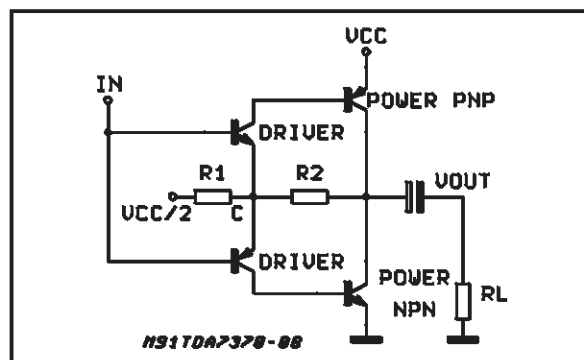 VCC
IN
POWER PNP
DRIVER
R1
R2
VOUT
VCC/2
C
DRIVER
POWER
NPN
RL
M91TDA7370-08